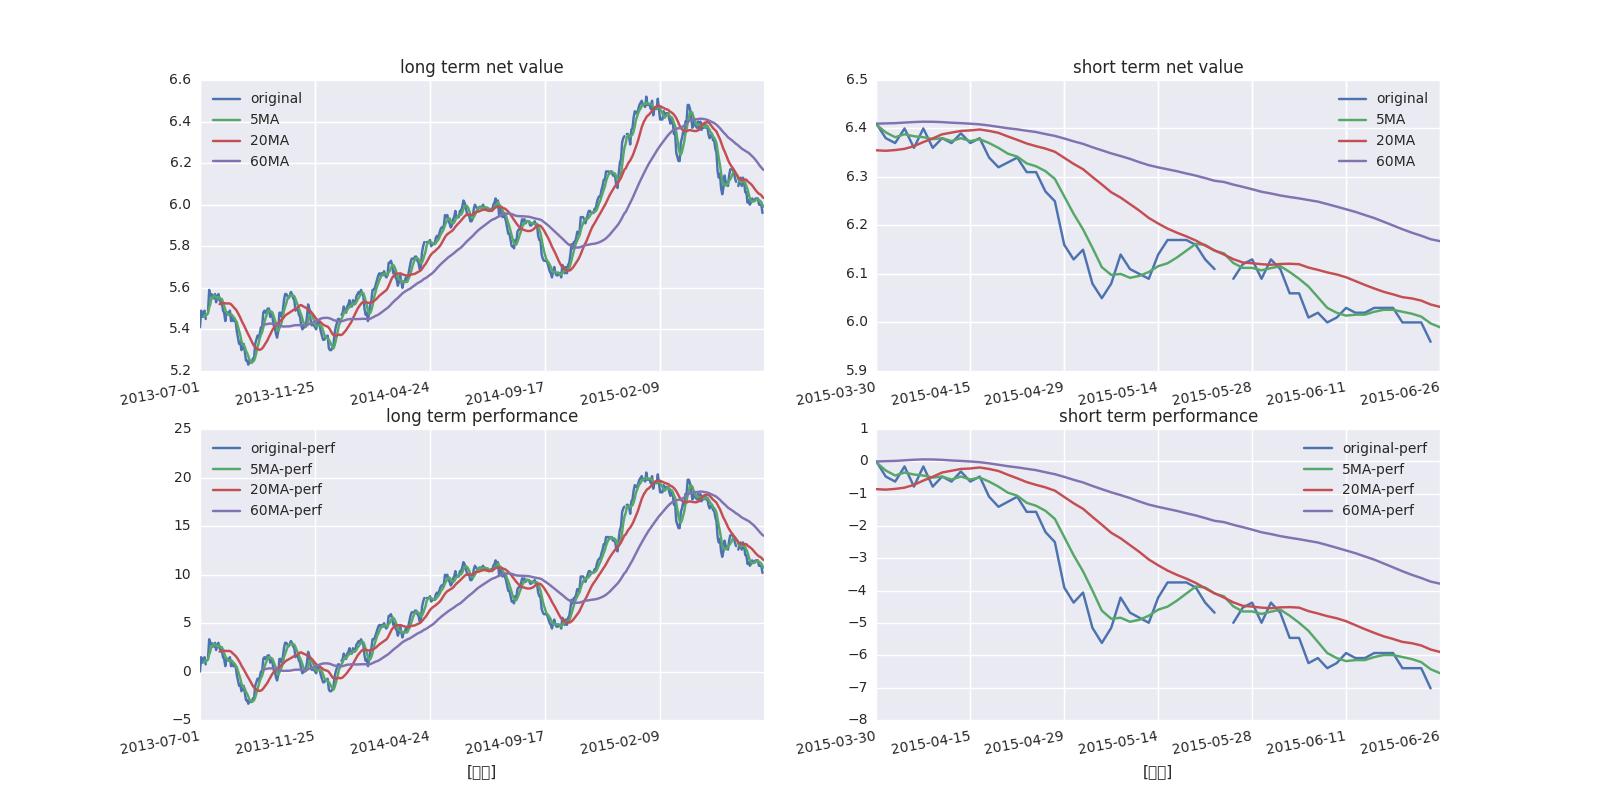 long term net value
6.6
6.4
6.2
6.0
5.8
5.6
5.4
5.2
original
5MA
20MA
60MA
2013-07-01
2013-11-25
2014-04-24
2014-09-17
2015-02-09
short term net value
6.5
6.4
6.3
6.2
6.1
6.0
5.9
original
5MA
20MA
60MA
2015-03-30
2015-04-15
2015-04-29
2015-05-14
2015-05-28
2015-06-11
2015-06-26
long term performance
25
20
15
10
5
0
−5
original-perf
5MA-perf
20MA-perf
60MA-perf
2013-07-01
2013-11-25
2014-04-24
2014-09-17
2015-02-09
short term performance
1
0
−1
−2
−3
−4
−5
−6
−7
−8
original-perf
5MA-perf
20MA-perf
60MA-perf
2015-03-30
2015-04-15
2015-04-29
2015-05-14
2015-05-28
2015-06-11
2015-06-26